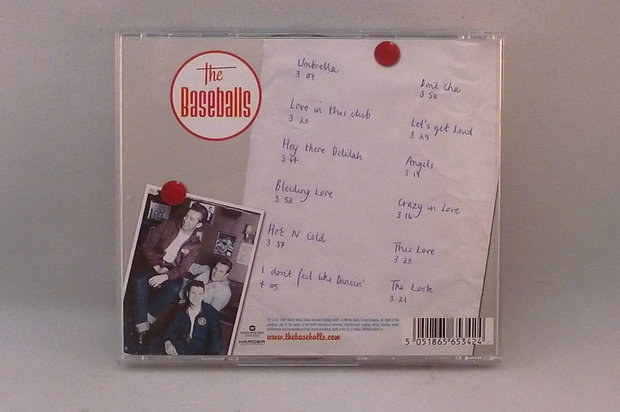 the
Baseballs
Umbrella
3.07
Love in this club
3.20
Hey there Delilah
Bleeding Love
3.52
Hot N Cold
3.37
I don't feel like Dancin'
4.05
Don't Cha
3.52
Let's get Loud
3.29
Angels
Crazy in Love
3.16
This Love
3.23
The Look
3.21
www.thebaseballs.com
5 051865 653424